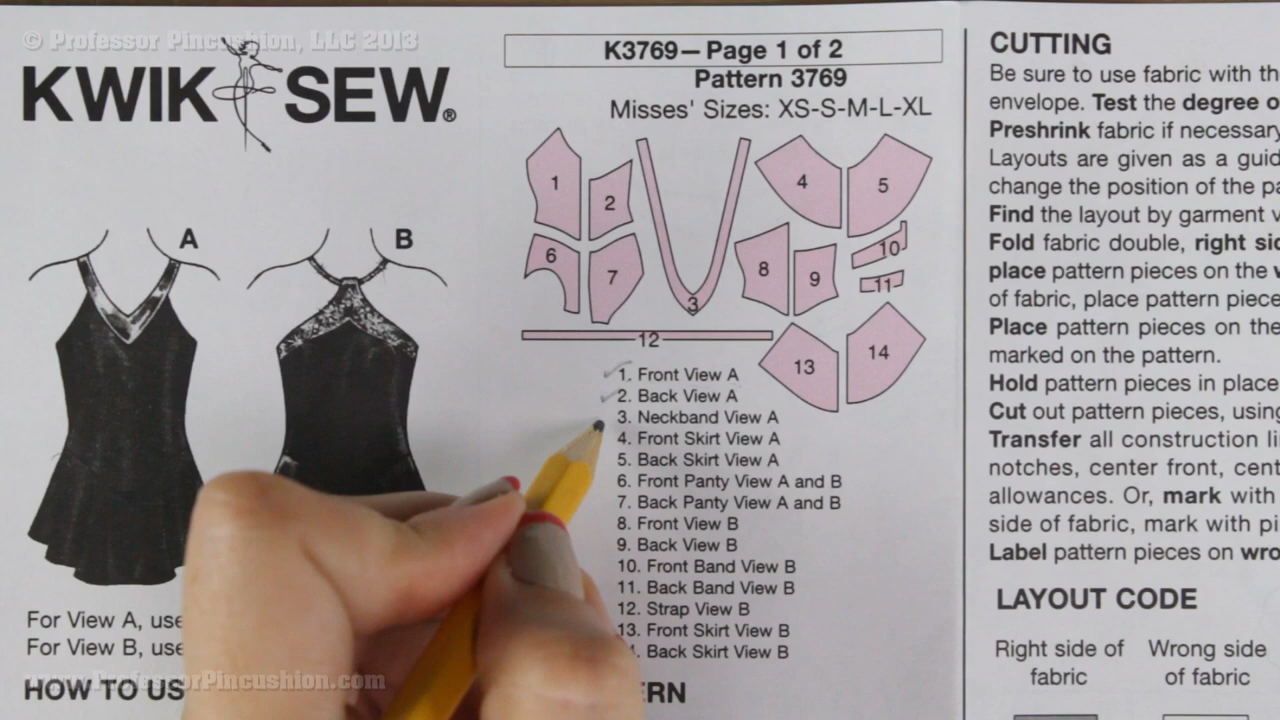 © Professor Pincushion, LLC 2013
KWIK SEW®
A
B
For View A, use
For View B, use
www.ProfessorPincushion.com
HOW TO US
K3769—Page 1 of 2
Pattern 3769
Misses' Sizes: XS-S-M-L-XL
1
2
3
4
5
6
7
8
9
10
11
12
13
14
1. Front View A
2. Back View A
3. Neckband View A
4. Front Skirt View A
5. Back Skirt View A
6. Front Panty View A and B
7. Back Panty View A and B
8. Front View B
9. Back View B
10. Front Band View B
11. Back Band View B
12. Strap View B
13. Front Skirt View B
. Back Skirt View B
ERN
CUTTING
Be sure to use fabric with th
envelope. Test the degree o
Preshrink fabric if necessary
Layouts are given as a guid
change the position of the pa
Find the layout by garment v
Fold fabric double, right sid
place pattern pieces on the w
of fabric, place pattern piece
Place pattern pieces on the
marked on the pattern.
Hold pattern pieces in place
Cut out pattern pieces, using
Transfer all construction li
notches, center front, cent
allowances. Or, mark with
side of fabric, mark with pi
Label pattern pieces on wro
LAYOUT CODE
Right side of fabric
Wrong side of fabric